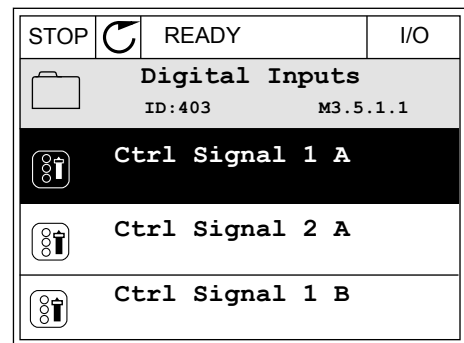 STOP READY I/O
Digital Inputs
ID:403 M3.5.1.1
Ctrl Signal 1 A
Ctrl Signal 2 A
Ctrl Signal 1 B